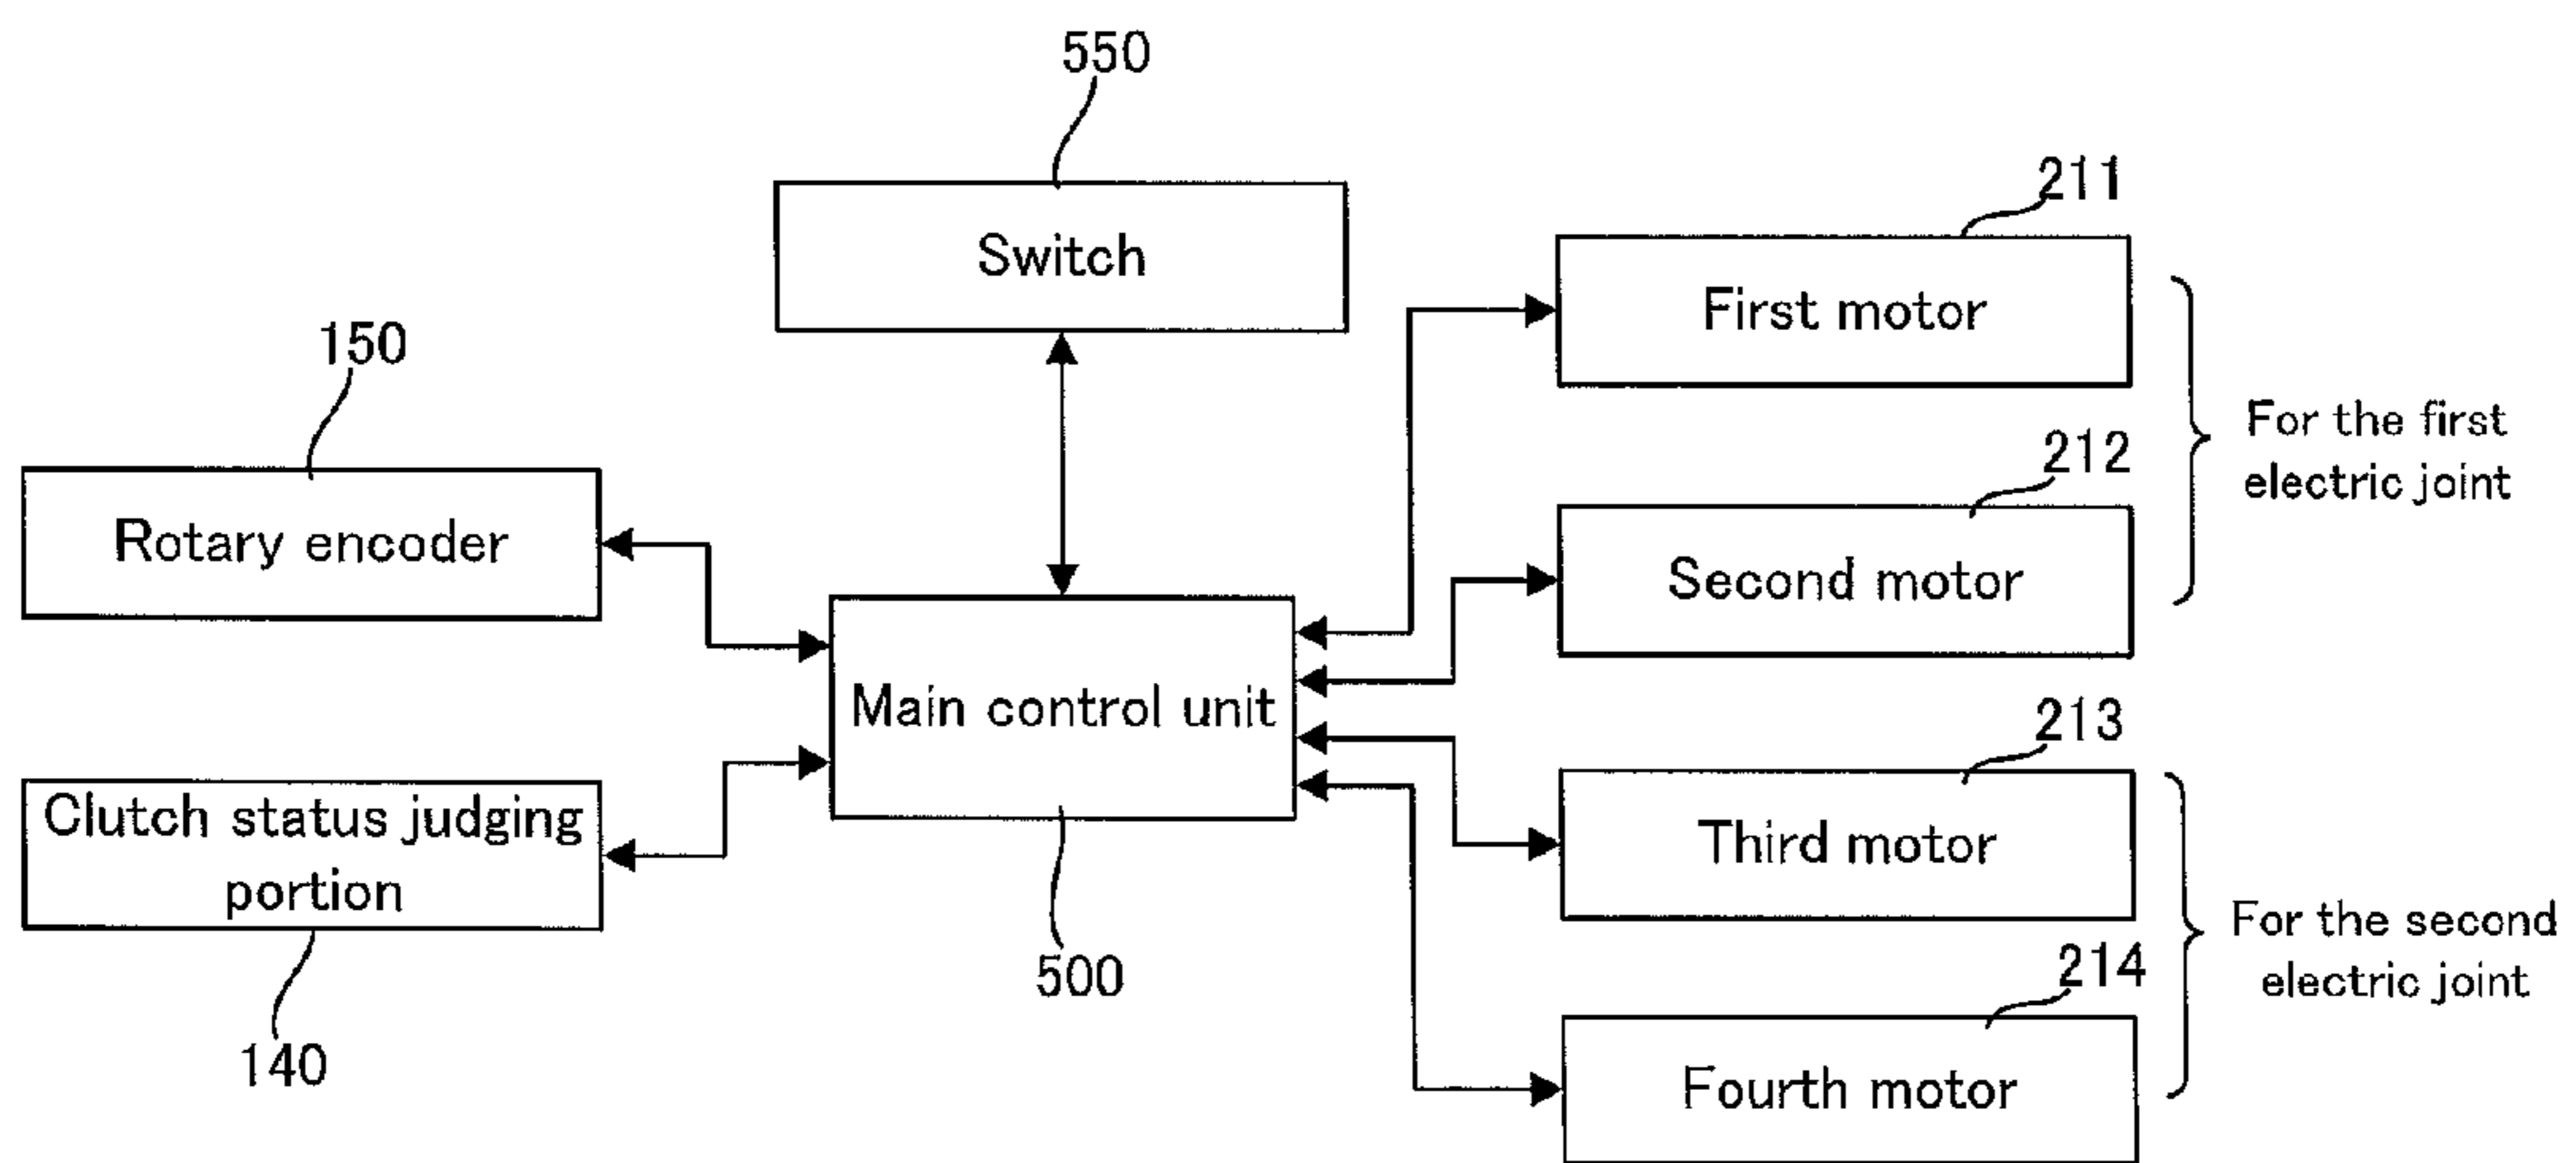 550
Switch
211
First motor
150
Rotary encoder
For the first
electric joint
212
Second motor
Main control unit
500
Clutch status judging
portion
140
213
Third motor
For the second
electric joint
214
Fourth motor